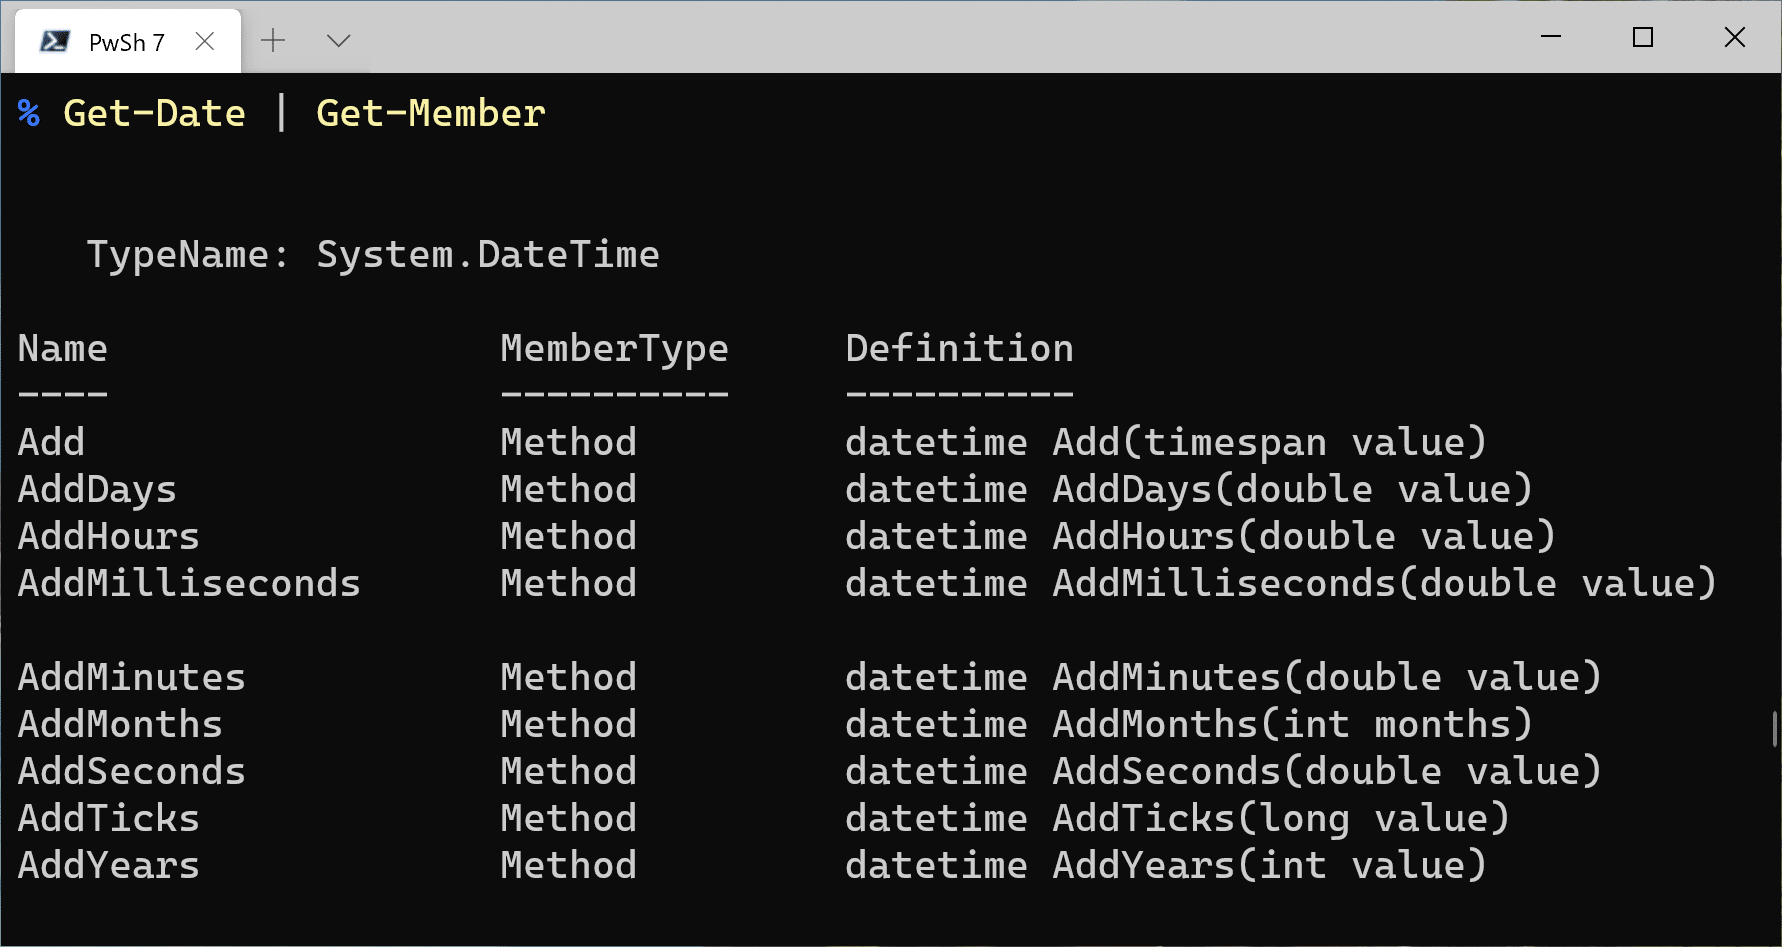 PwSh 7
% Get-Date | Get-Member
TypeName: System.DateTime
Name MemberType Definition
---- ---------- ----------
Add Method datetime Add(timespan value)
AddDays Method datetime AddDays(double value)
AddHours Method datetime AddHours(double value)
AddMilliseconds Method datetime AddMilliseconds(double value)
AddMinutes Method datetime AddMinutes(double value)
AddMonths Method datetime AddMonths(int months)
AddSeconds Method datetime AddSeconds(double value)
AddTicks Method datetime AddTicks(long value)
AddYears Method datetime AddYears(int value)